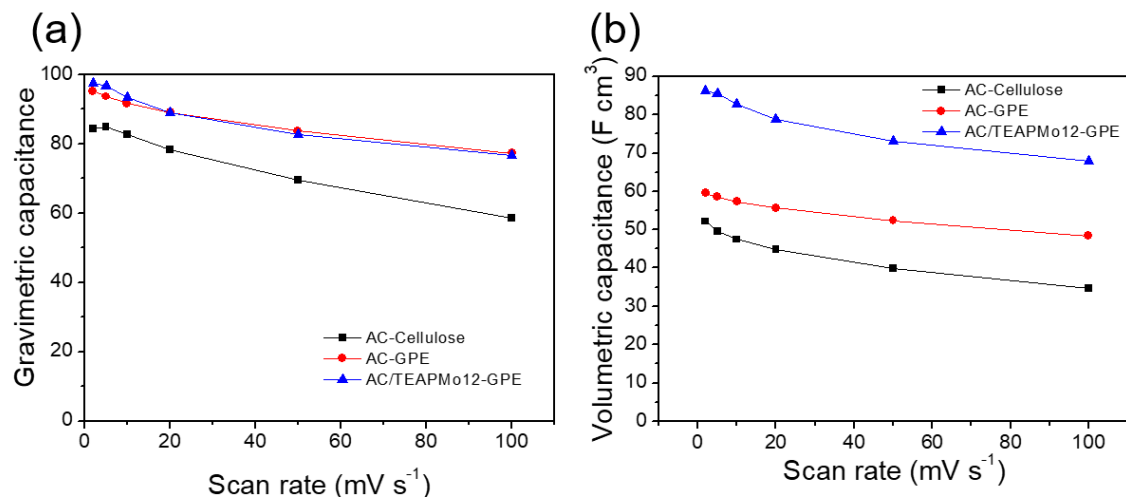 (a)
Gravimetric capacitance
100
80
60
40
20
0
0 20 40 60 80 100
Scan rate (mV s⁻¹)
AC-Cellulose
AC-GPE
AC/TEAPMo12-GPE
(b)
Volumetric capacitance (F cm³)
90
80
70
60
50
40
30
20
10
0
0 20 40 60 80 100
Scan rate (mV s⁻¹)
AC-Cellulose
AC-GPE
AC/TEAPMo12-GPE